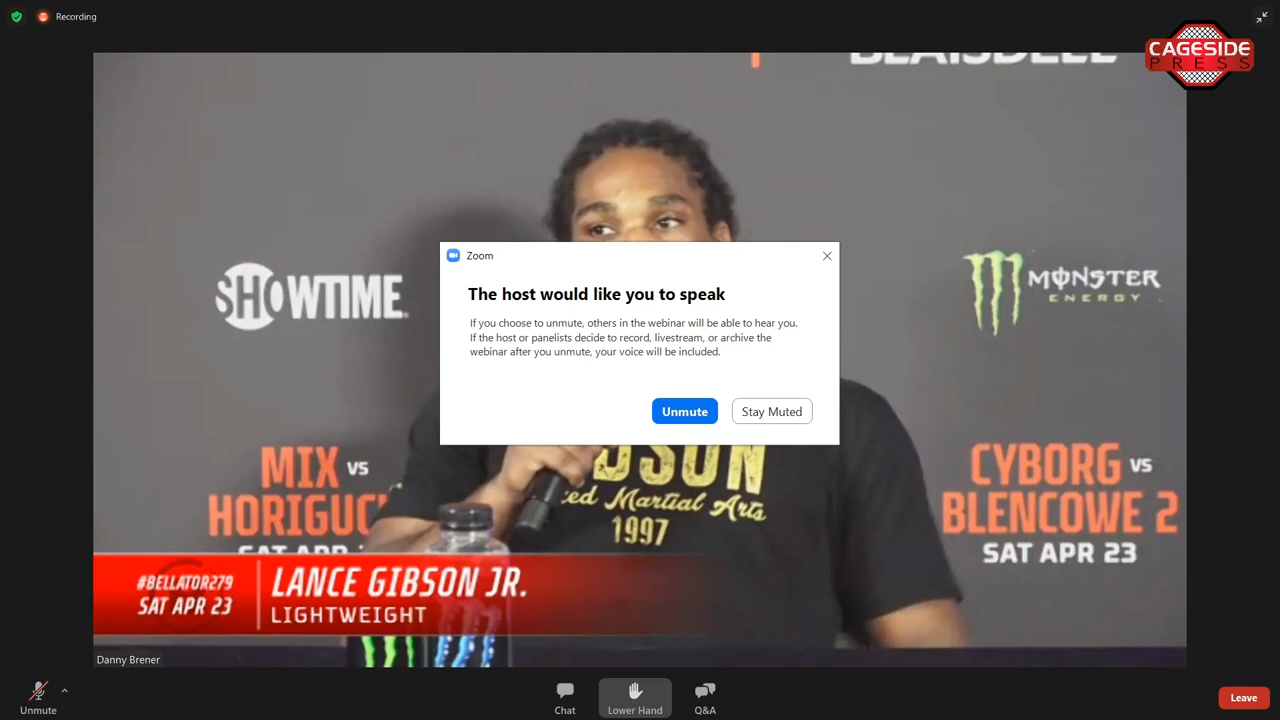 Recording
BLAISDELL
CAGESIDE
PRESS
SHOWTIME
MONSTER
ENERGY
Zoom
The host would like you to speak
If you choose to unmute, others in the webinar will be able to hear you.
If the host or panelists decide to record, livestream, or archive the
webinar after you unmute, your voice will be included.
Unmute
Stay Muted
MIX VS
HORIGUC
SAT APR
CYBORG VS
BLENCOWE 2
SAT APR 23
Martial Arts
1997
#BELLATOR279
SAT APR 23
LANCE GIBSON JR.
LIGHTWEIGHT
Danny Brener
Unmute
Chat
Lower Hand
Q&A
Leave